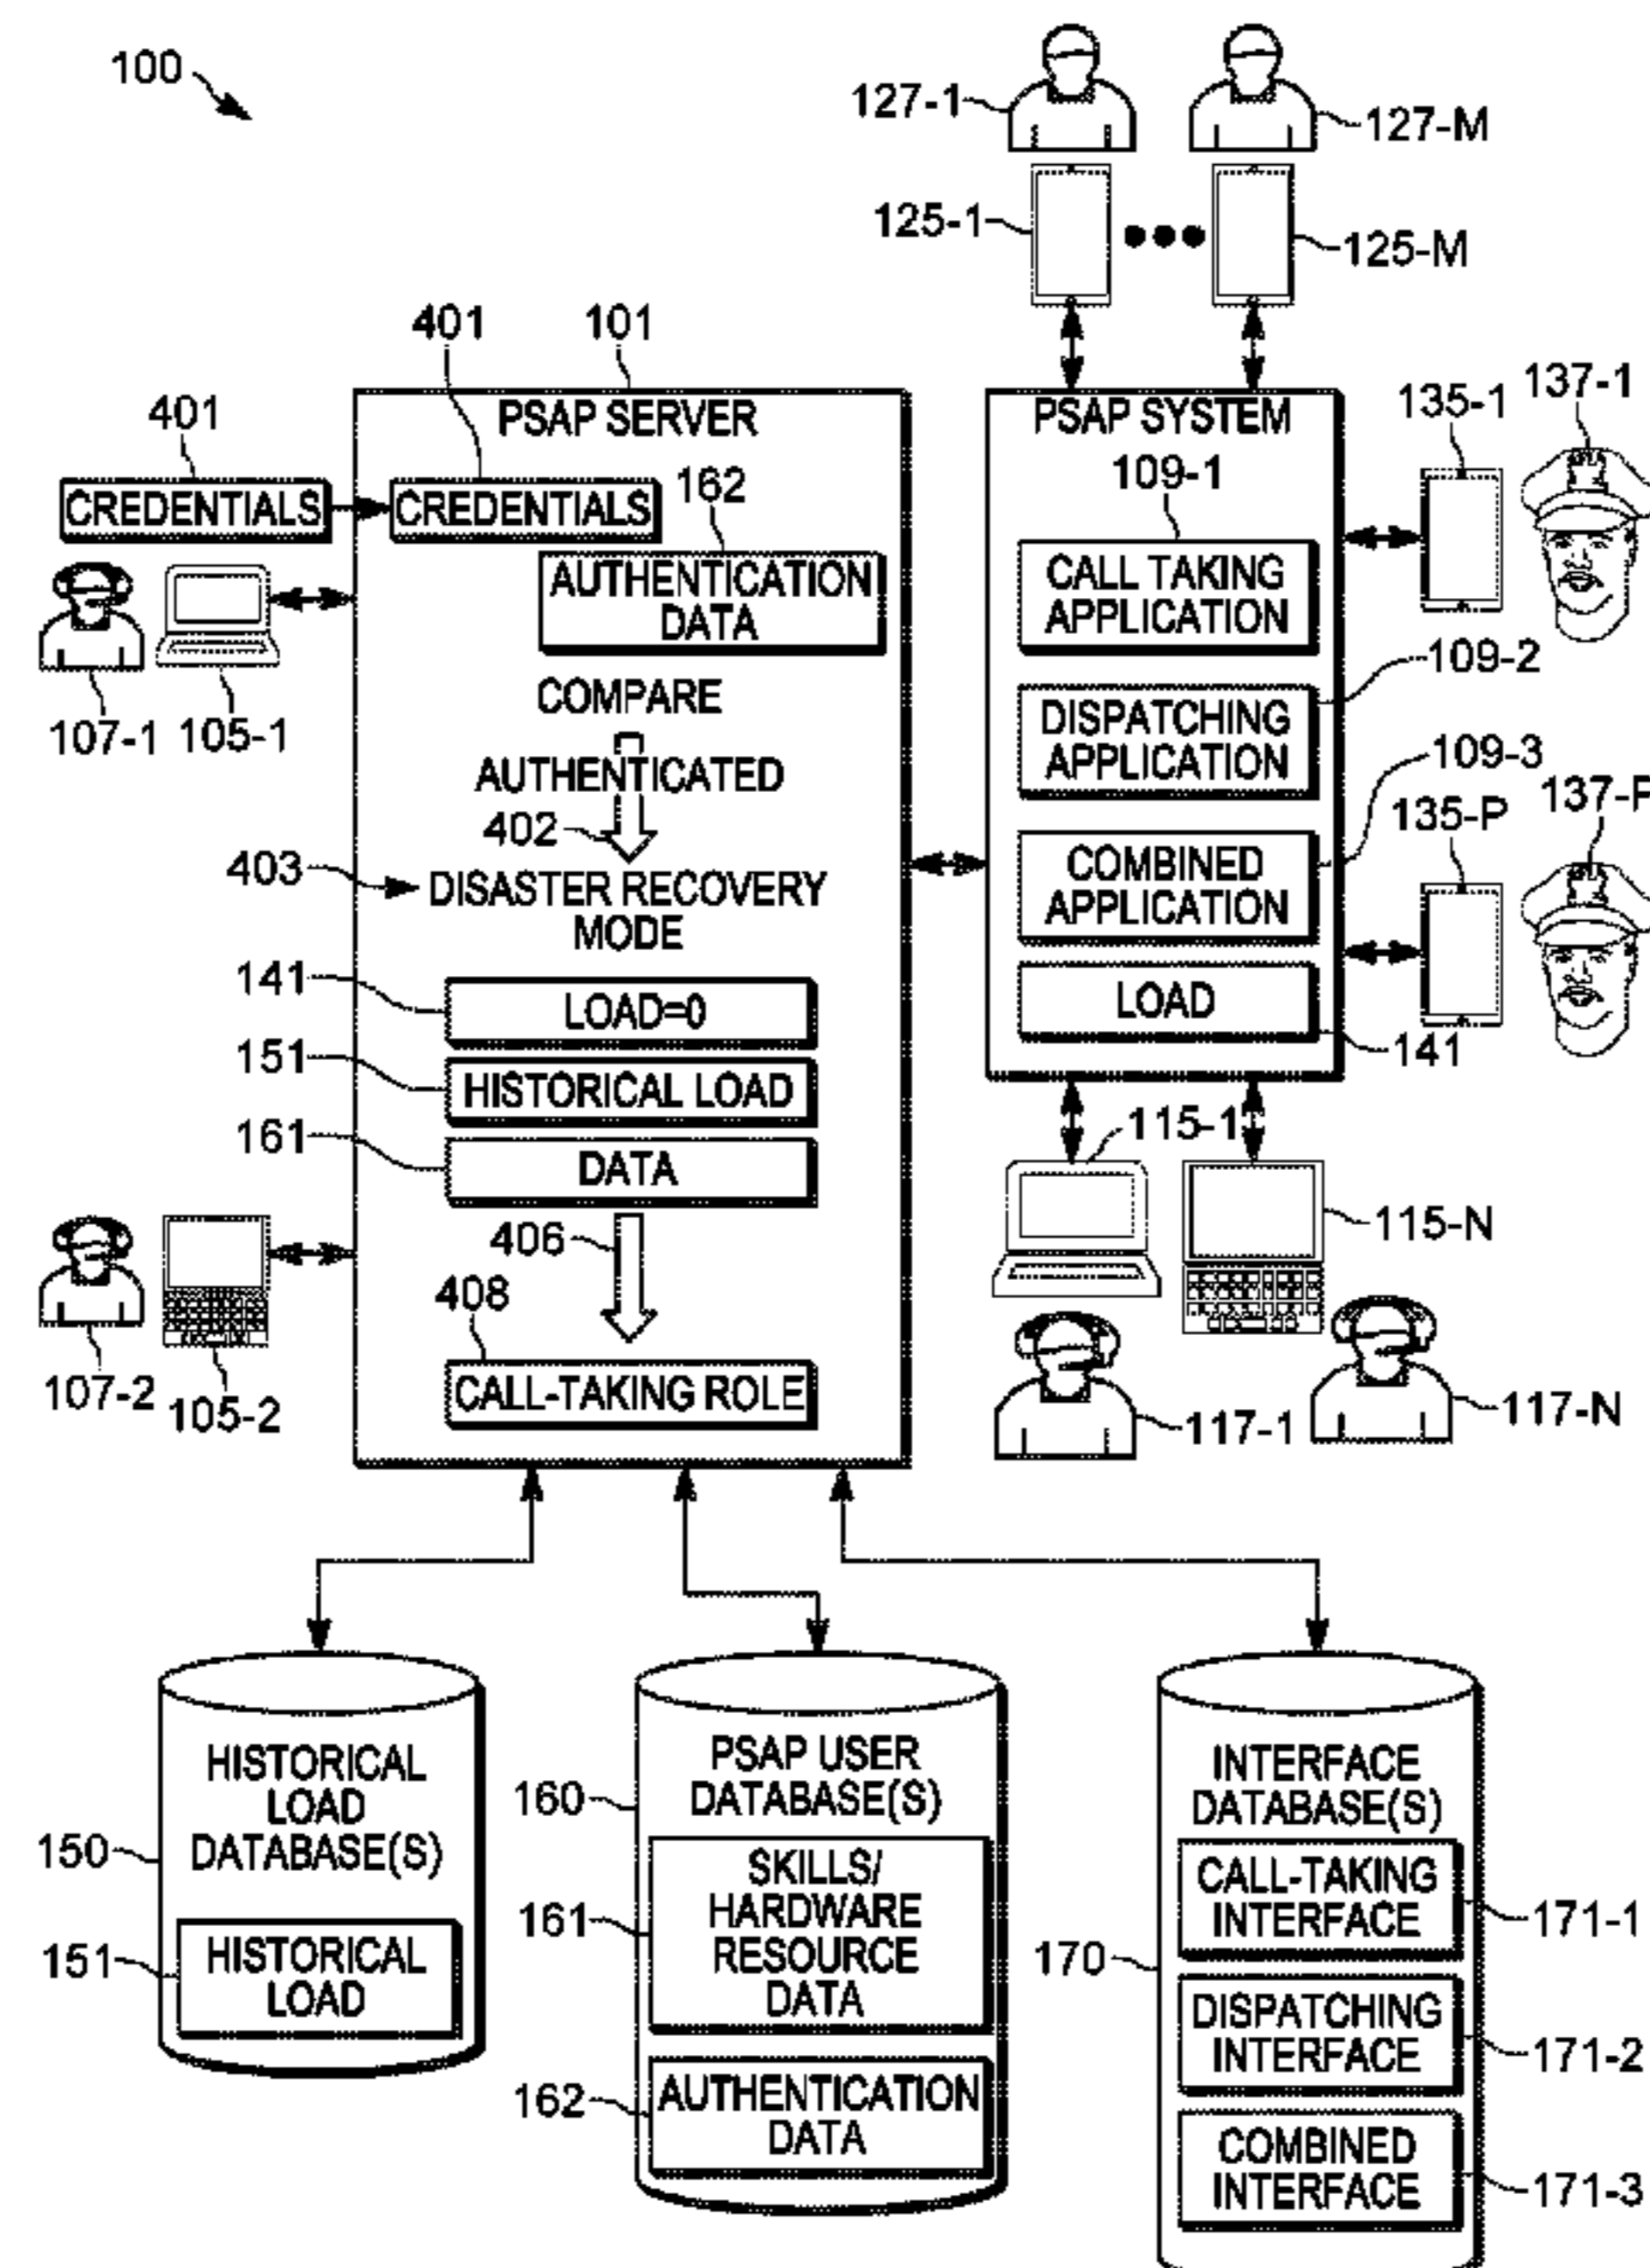 100
127-1
127-M
125-1
125-M
401
101
401
PSAP SERVER
PSAP SYSTEM
135-1
137-1
401
CREDENTIALS
CREDENTIALS
162
109-1
AUTHENTICATION
DATA
CALL TAKING
APPLICATION
107-1
105-1
COMPARE
109-2
DISPATCHING
APPLICATION
AUTHENTICATED
402
109-3
135-P
137-P
403
DISASTER RECOVERY
MODE
COMBINED
APPLICATION
141
LOAD=0
LOAD
141
151
HISTORICAL LOAD
161
DATA
115-1
115-N
406
408
107-2
105-2
CALL-TAKING ROLE
117-1
117-N
HISTORICAL
LOAD
DATABASE(S)
150
151
HISTORICAL
LOAD
PSAP USER
DATABASE(S)
160
SKILLS/
HARDWARE
RESOURCE
DATA
161
162
AUTHENTICATION
DATA
INTERFACE
DATABASE(S)
170
CALL-TAKING
INTERFACE
171-1
DISPATCHING
INTERFACE
171-2
COMBINED
INTERFACE
171-3